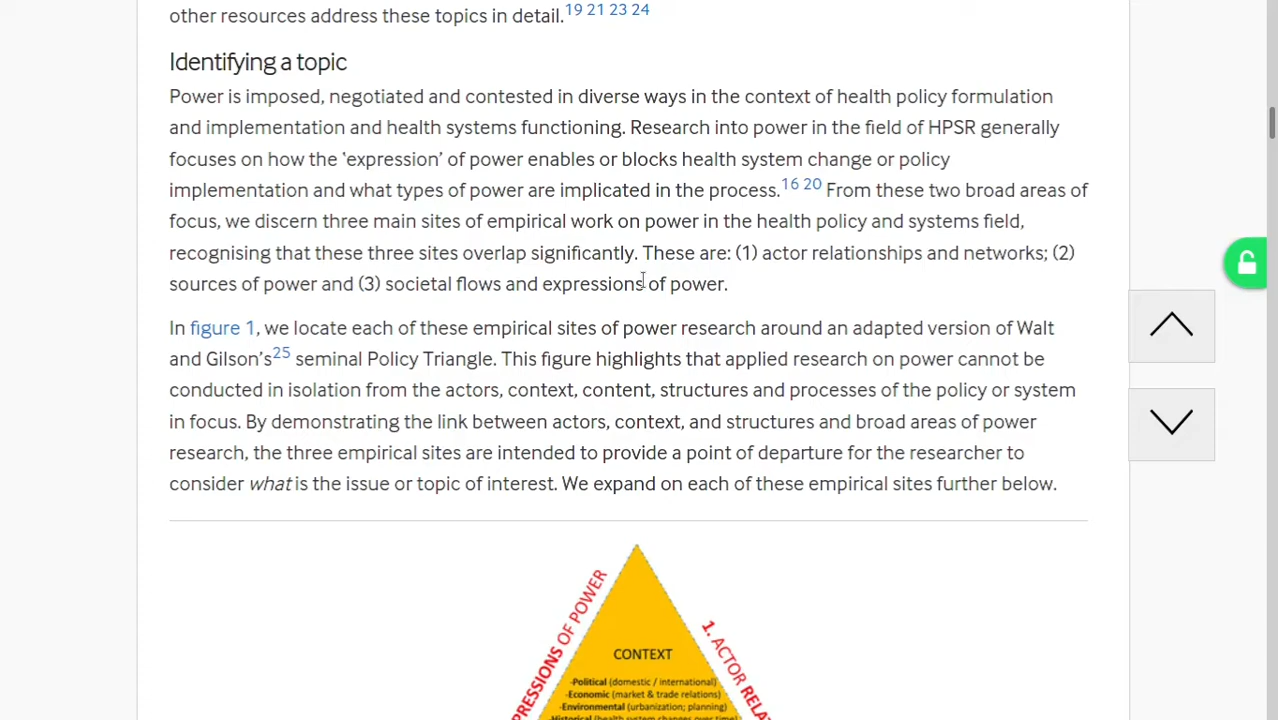 other resources address these topics in detail.19 21 23 24
Identifying a topic
Power is imposed, negotiated and contested in diverse ways in the context of health policy formulation
and implementation and health systems functioning. Research into power in the field of HPSR generally
focuses on how the ‘expression’ of power enables or blocks health system change or policy
implementation and what types of power are implicated in the process.16 20 From these two broad areas of
focus, we discern three main sites of empirical work on power in the health policy and systems field,
recognising that these three sites overlap significantly. These are: (1) actor relationships and networks; (2)
sources of power and (3) societal flows and expressions of power.
In figure 1, we locate each of these empirical sites of power research around an adapted version of Walt
and Gilson’s25 seminal Policy Triangle. This figure highlights that applied research on power cannot be
conducted in isolation from the actors, context, content, structures and processes of the policy or system
in focus. By demonstrating the link between actors, context, and structures and broad areas of power
research, the three empirical sites are intended to provide a point of departure for the researcher to
consider what is the issue or topic of interest. We expand on each of these empirical sites further below.
OF POWER
1. ACTOR
CONTEXT
-Political (domestic / international)
-Economic (market & trade relations)
-Environmental (urbanization; planning)
-Historical (health system changes over time)